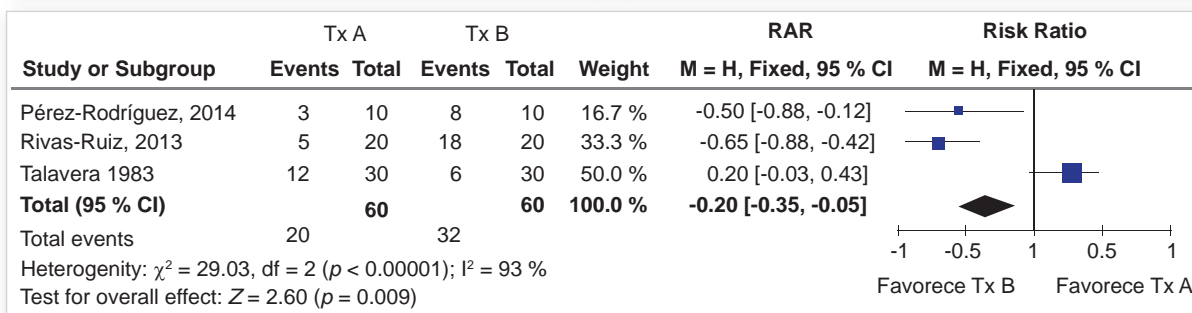 Tx A Tx B RAR Risk Ratio
Study or Subgroup Events Total Events Total Weight M = H, Fixed, 95 % CI M = H, Fixed, 95 % CI
Pérez-Rodríguez, 2014 3 10 8 10 16.7 % -0.50 [-0.88, -0.12]
Rivas-Ruiz, 2013 5 20 18 20 33.3 % -0.65 [-0.88, -0.42]
Talavera 1983 12 30 6 30 50.0 % 0.20 [-0.03, 0.43]
Total (95 % CI) 60 60 100.0 % -0.20 [-0.35, -0.05]
Total events 20 32
Heterogenity: χ² = 29.03, df = 2 (p < 0.00001); I² = 93 %
Test for overall effect: Z = 2.60 (p = 0.009)
-1 -0.5 1 0.5 1
Favorece Tx B Favorece Tx A